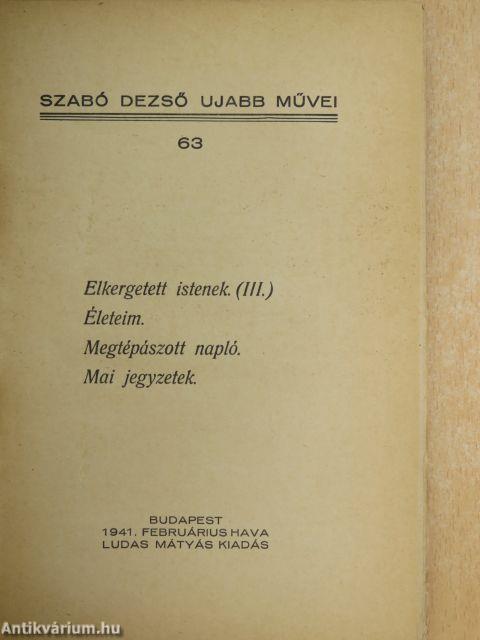 SZABÓ DEZSŐ UJABB MŰVEI
63
Elkergetett istenek. (III.)
Életeim.
Megtépászott napló.
Mai jegyzetek.
BUDAPEST
1941. FEBRUÁRIUS HAVA
LUDAS MÁTYÁS KIADÁS
Antikvárium.hu